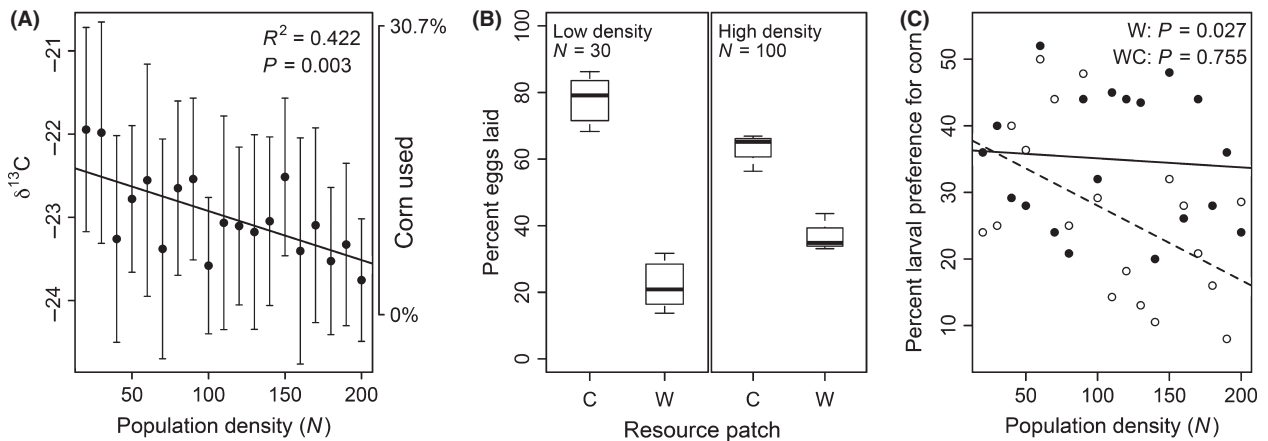 (A)
R² = 0.422
P = 0.003
−21
−22
−23
−24
δ¹³C
50
100
150
200
Population density (N)
30.7%
Corn used
0%
(B)
Low density
N = 30
High density
N = 100
80
60
40
20
0
Percent eggs laid
C
W
C
W
Resource patch
(C)
W: P = 0.027
WC: P = 0.755
50
40
30
20
10
Percent larval preference for corn
50
100
150
200
Population density (N)